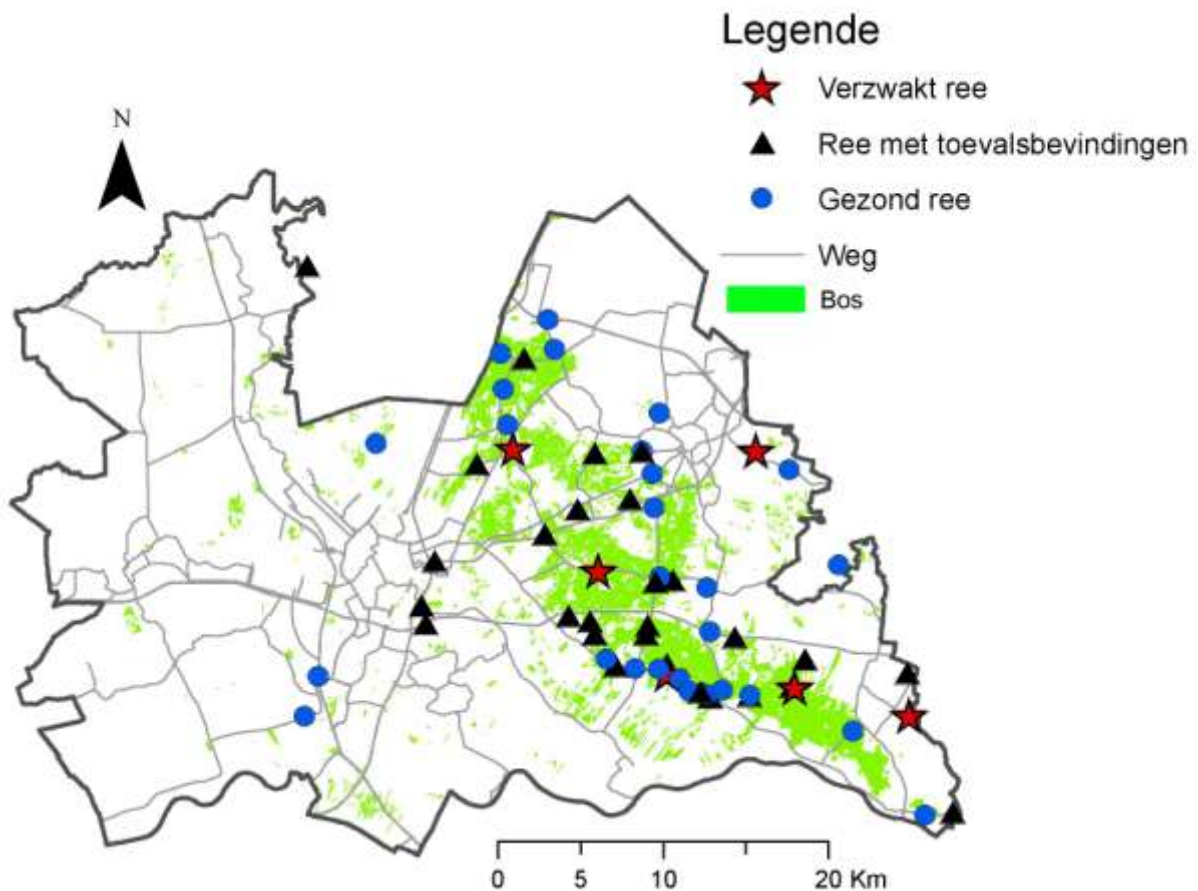 Legende
Verzwakt ree
Ree met toevalsbevindingen
Gezond ree
Weg
Bos
N
0 5 10 20 Km